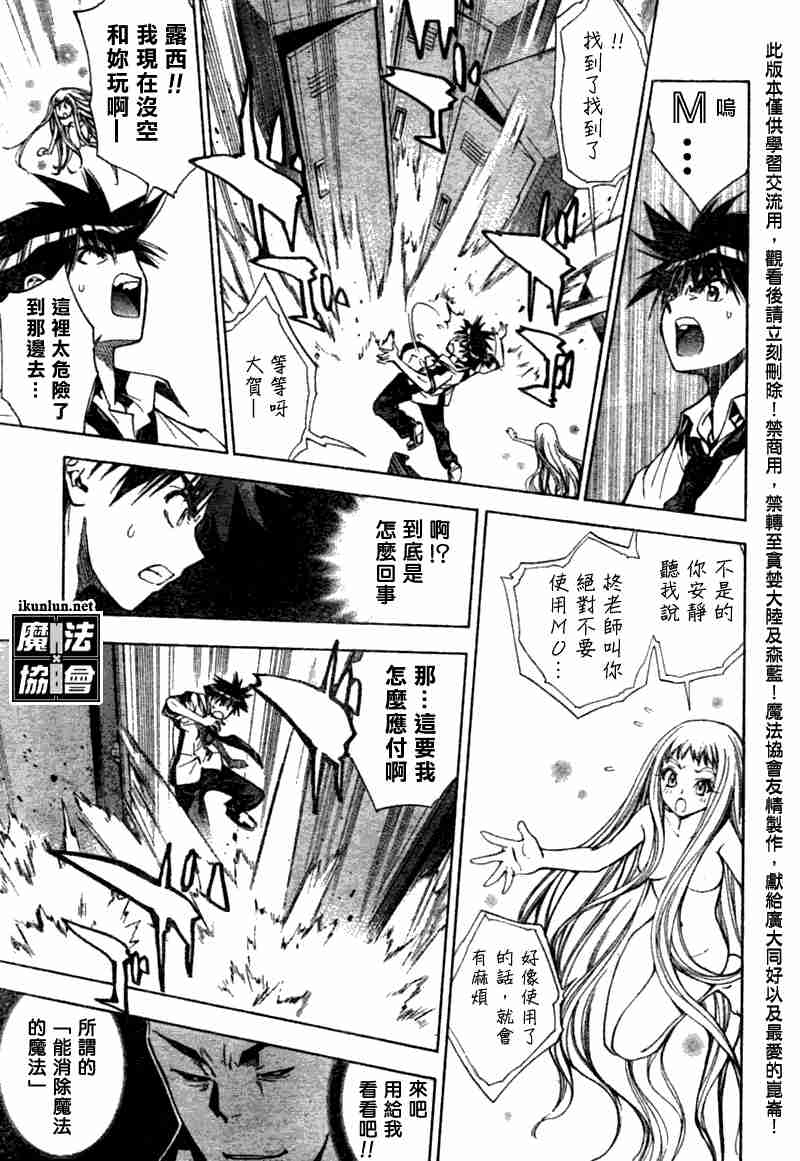 嗚
M…
!!
找到了找到了
露西!!
我現在沒空
和妳玩啊ー
等等呀
大賀ー
這裡太危險了
到那邊去…
不是的
你安靜
聽我說
柊老師叫你
絕對不要
使用MO…
好像使用了
的話，就會
有麻煩
啊!?
到底是
怎麼回事
那…這要我
怎麼應付啊
來吧
用給我
看看吧!!
所謂的
「能消除魔法
的魔法」
ikunlun.net
魔法
協會
M×0
此版本僅供學習交流用，觀看後請立刻刪除！禁商用，禁轉至貪婪大陸及森藍！魔法協會友情製作，獻給廣大同好以及最愛的崑崙！